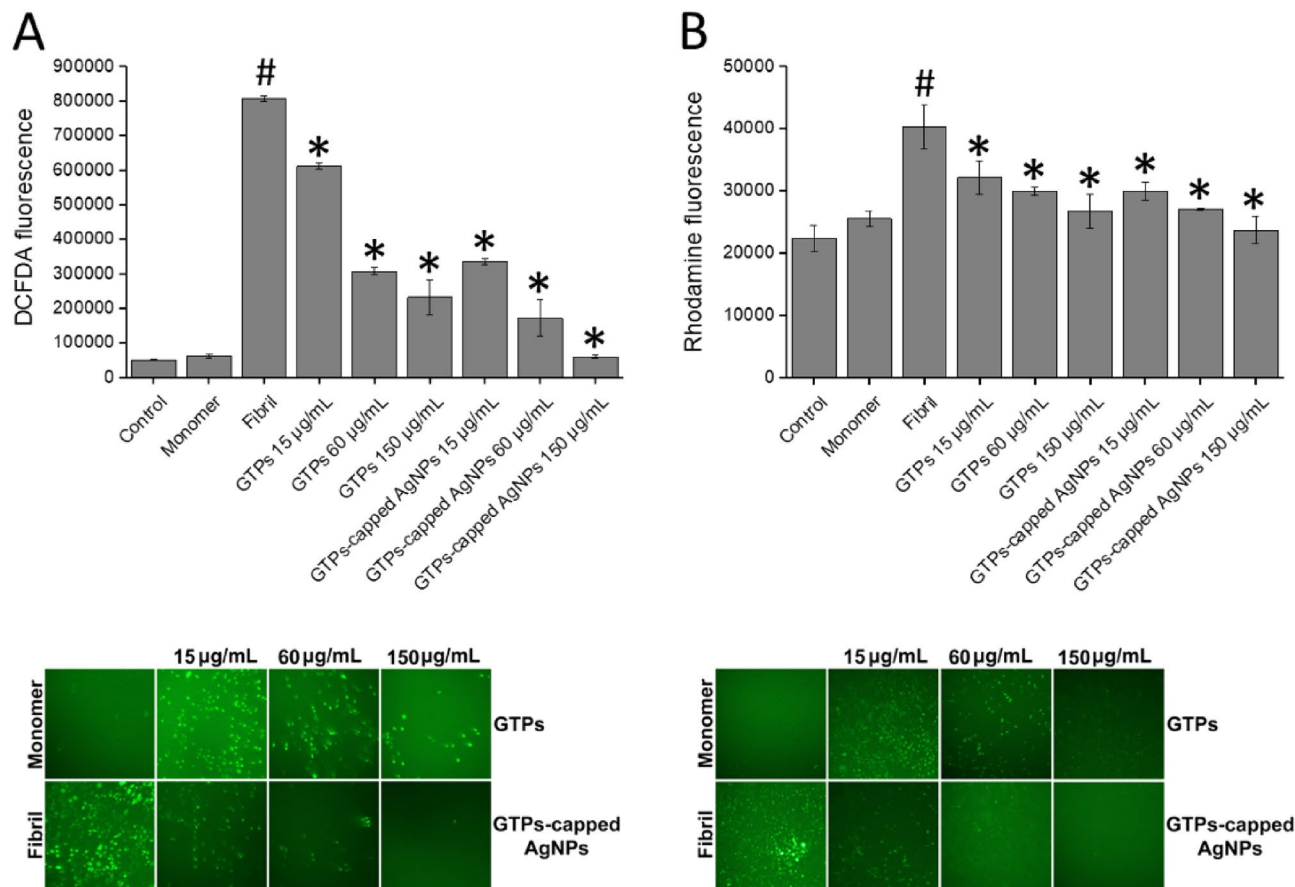 A
900000
800000
700000
600000
500000
400000
300000
200000
100000
0
DCFDA fluorescence
#
*
*
*
*
*
*
Control
Monomer
Fibril
GTPs 15 µg/mL
GTPs 60 µg/mL
GTPs 150 µg/mL
GTPs-capped AgNPs 15 µg/mL
GTPs-capped AgNPs 60 µg/mL
GTPs-capped AgNPs 150 µg/mL
B
50000
40000
30000
20000
10000
0
Rhodamine fluorescence
#
*
*
*
*
*
*
Control
Monomer
Fibril
GTPs 15 µg/mL
GTPs 60 µg/mL
GTPs 150 µg/mL
GTPs-capped AgNPs 15 µg/mL
GTPs-capped AgNPs 60 µg/mL
GTPs-capped AgNPs 150 µg/mL
15 µg/mL 60 µg/mL 150 µg/mL
Monomer
GTPs
Fibril
GTPs-capped
AgNPs
15 µg/mL 60 µg/mL 150 µg/mL
Monomer
GTPs
Fibril
GTPs-capped
AgNPs